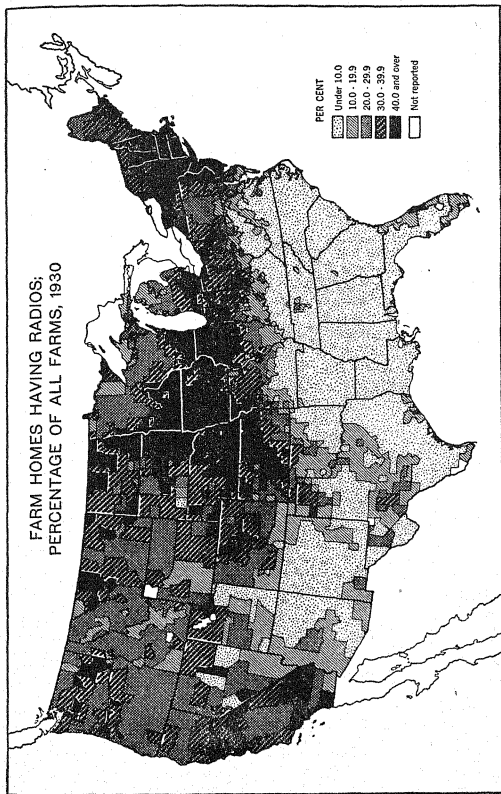 FARM HOMES HAVING RADIOS;
PERCENTAGE OF ALL FARMS, 1930
PER CENT
Under 10.0
10.0 - 19.9
20.0 - 29.9
30.0 - 39.9
40.0 and over
Not reported